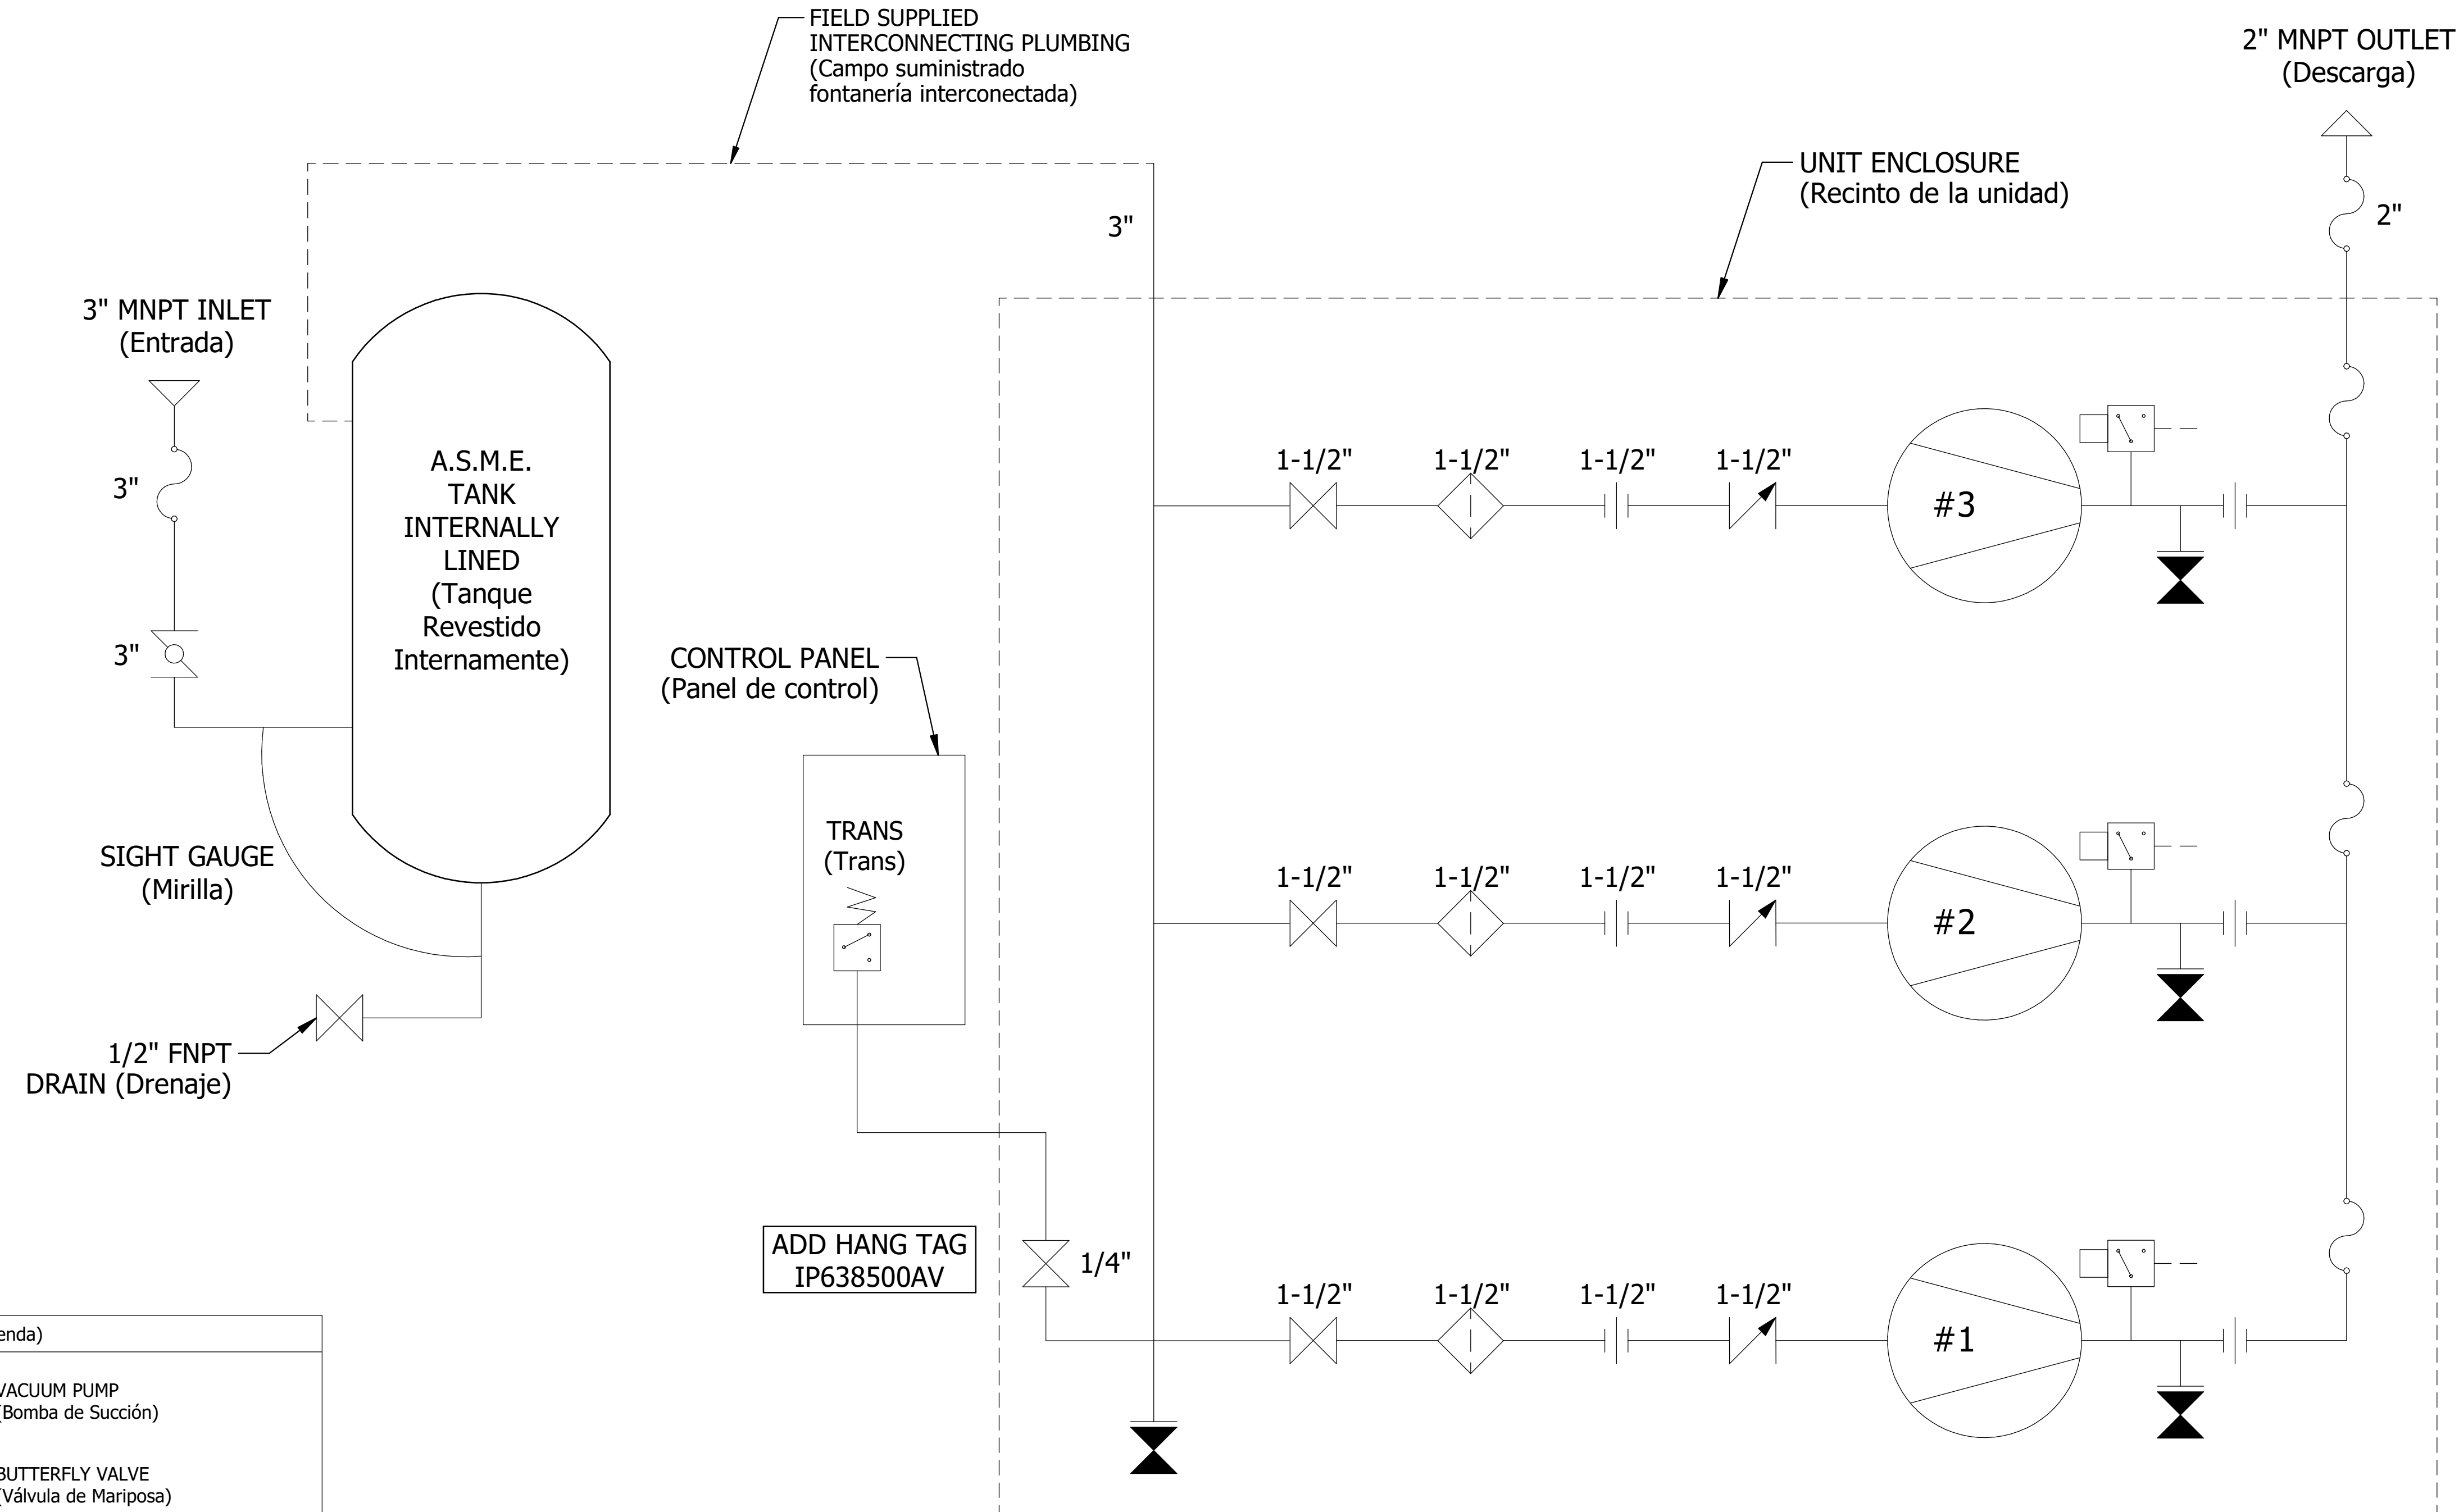 FIELD SUPPLIED
INTERCONNECTING PLUMBING
(Campo suministrado
fontanería interconectada)
2" MNPT OUTLET
(Descarga)
UNIT ENCLOSURE
(Recinto de la unidad)
3"
2"
3" MNPT INLET
(Entrada)
3"
3"
A.S.M.E.
TANK
INTERNALLY
LINED
(Tanque
Revestido
Internamente)
1-1/2" 1-1/2" 1-1/2" 1-1/2"
#3
CONTROL PANEL
(Panel de control)
TRANS
(Trans)
SIGHT GAUGE
(Mirilla)
1-1/2" 1-1/2" 1-1/2" 1-1/2"
#2
1/2" FNPT
DRAIN (Drenaje)
ADD HANG TAG
IP638500AV
1/4"
1-1/2" 1-1/2" 1-1/2" 1-1/2"
#1
enda)
VACUUM PUMP
(Bomba de Succión)
BUTTERFLY VALVE
(Válvula de Mariposa)